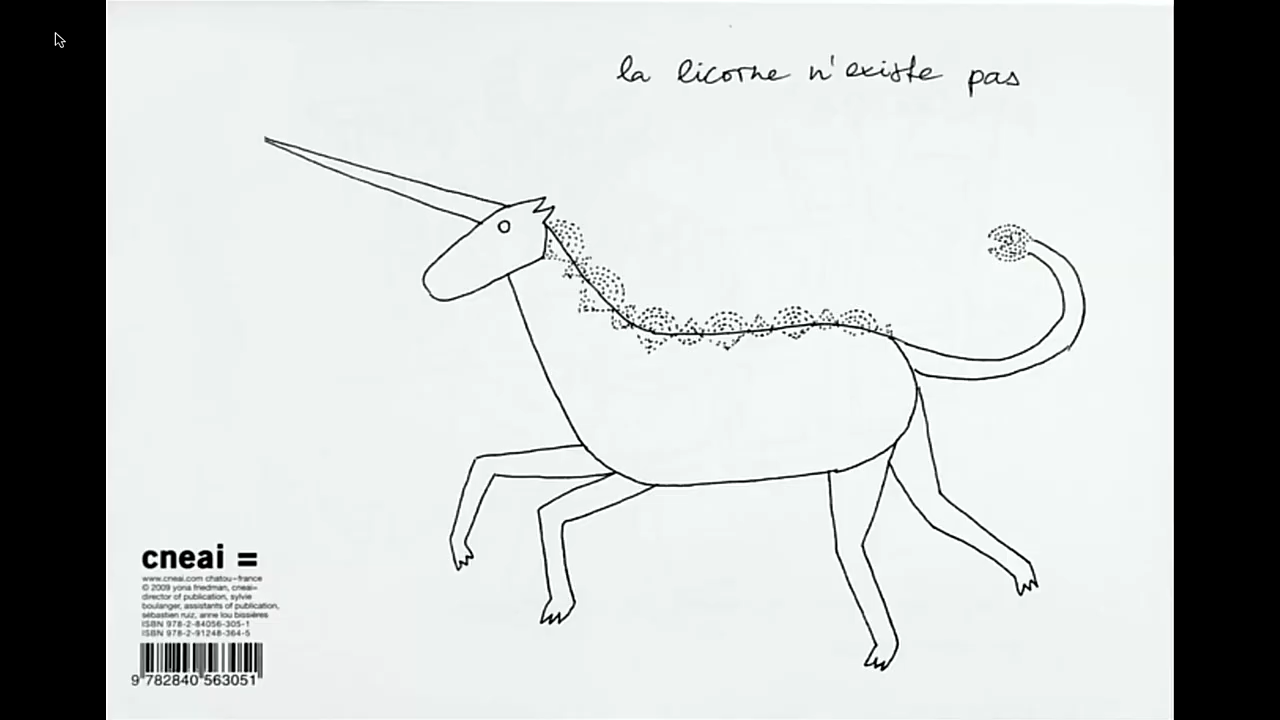 la licorne n'existe pas
cneai =
www.cneai.com chatou–france
© 2009 yona friedman, cneai=
director of publication, sylvie
boulanger, assistants of publication,
sébastien ruiz, anne lou bissières
ISBN 978-2-84056-305-1
ISBN 978-2-91248-364-5
9 782840 563051